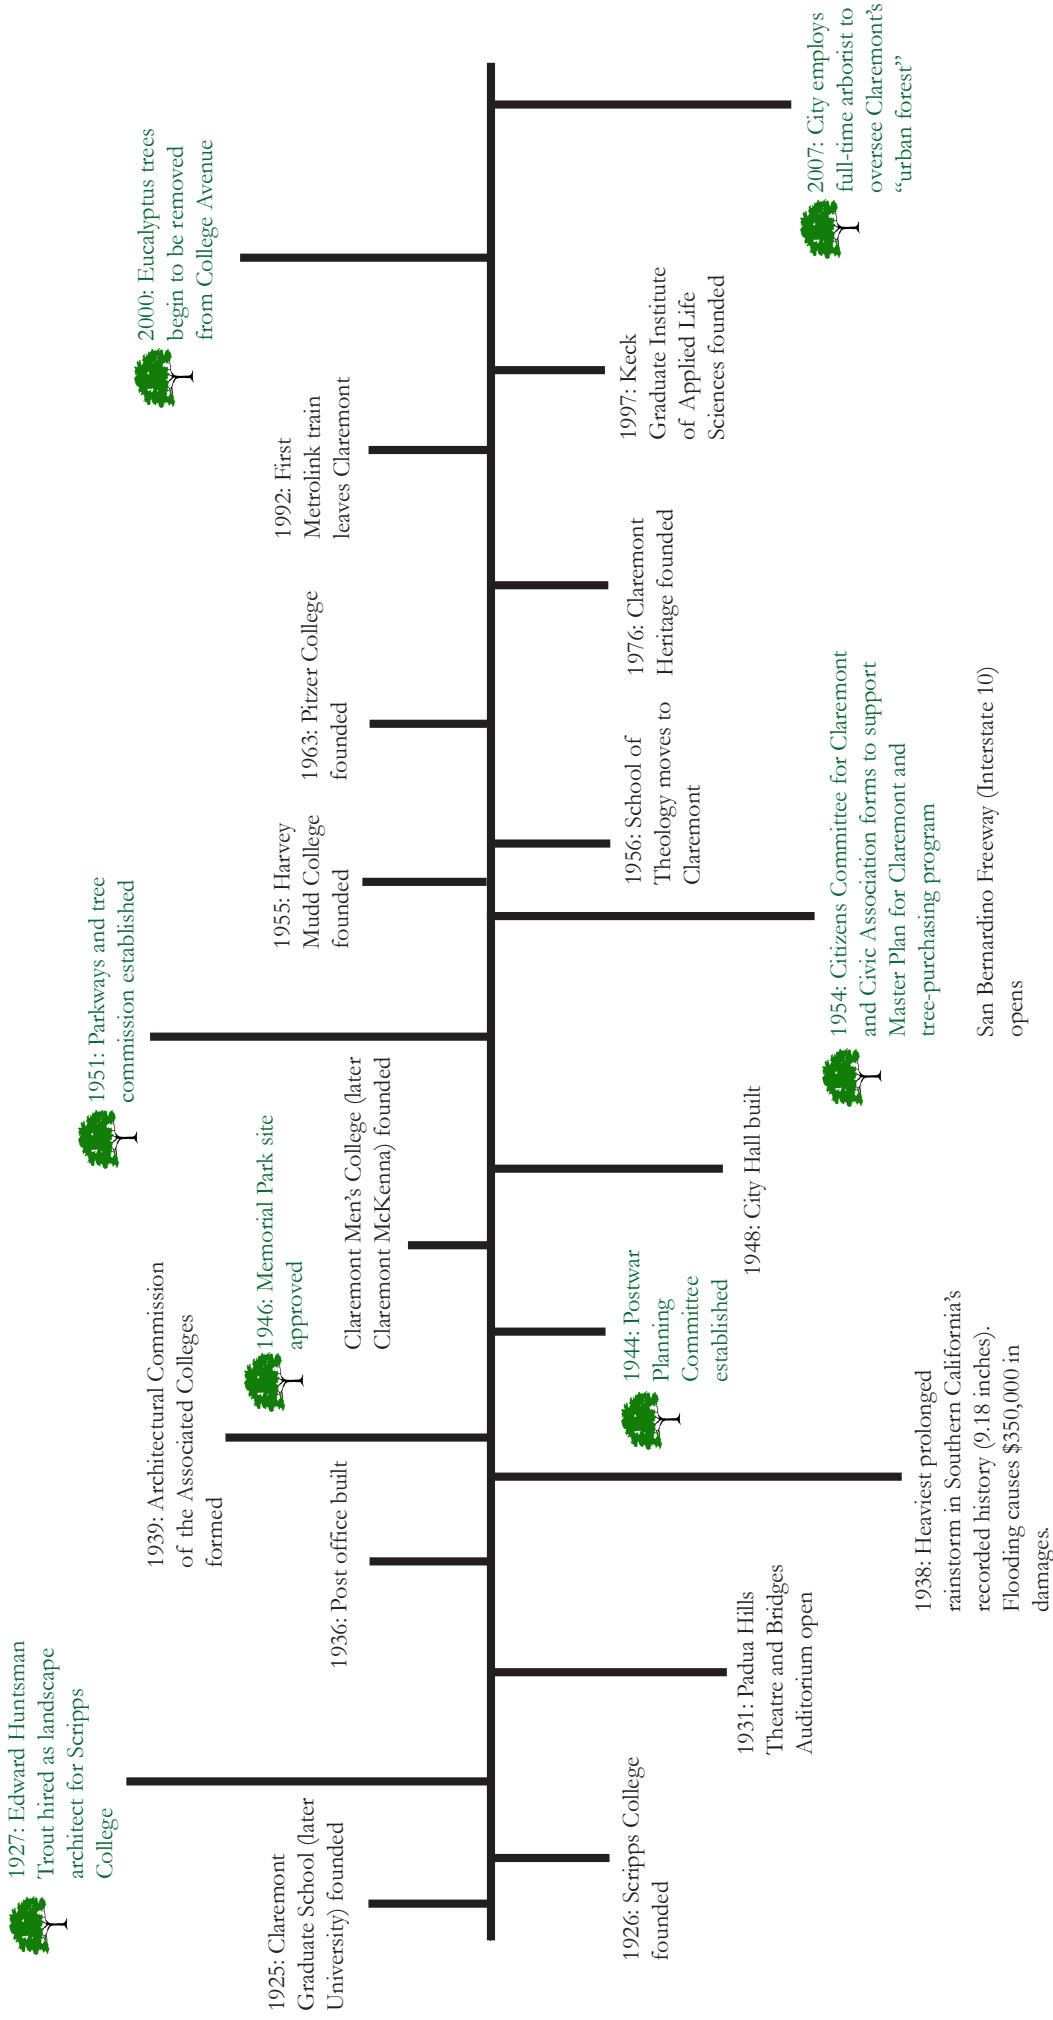 1925: Claremont
Graduate School (later
University) founded
1926: Scripps College
founded
1927: Edward Huntsman
Trout hired as landscape
architect for Scripps
College
1931: Padua Hills
Theatre and Bridges
Auditorium open
1936: Post office built
1938: Heaviest prolonged
rainstorm in Southern California's
recorded history (9.18 inches).
Flooding causes $350,000 in
damages.
1939: Architectural Commission
of the Associated Colleges
formed
1944: Postwar
Planning
Committee
established
1946: Memorial Park site
approved
Claremont Men's College (later
Claremont McKenna) founded
1948: City Hall built
1951: Parkways and tree
commission established
1954: Citizens Committee for Claremont
and Civic Association forms to support
Master Plan for Claremont and
tree-purchasing program
San Bernardino Freeway (Interstate 10)
opens
1955: Harvey
Mudd College
founded
1956: School of
Theology moves to
Claremont
1963: Pitzer College
founded
1976: Claremont
Heritage founded
1992: First
Metrolink train
leaves Claremont
1997: Keck
Graduate Institute
of Applied Life
Sciences founded
2000: Eucalyptus trees
begin to be removed
from College Avenue
2007: City employs
full-time arborist to
oversee Claremont's
“urban forest”